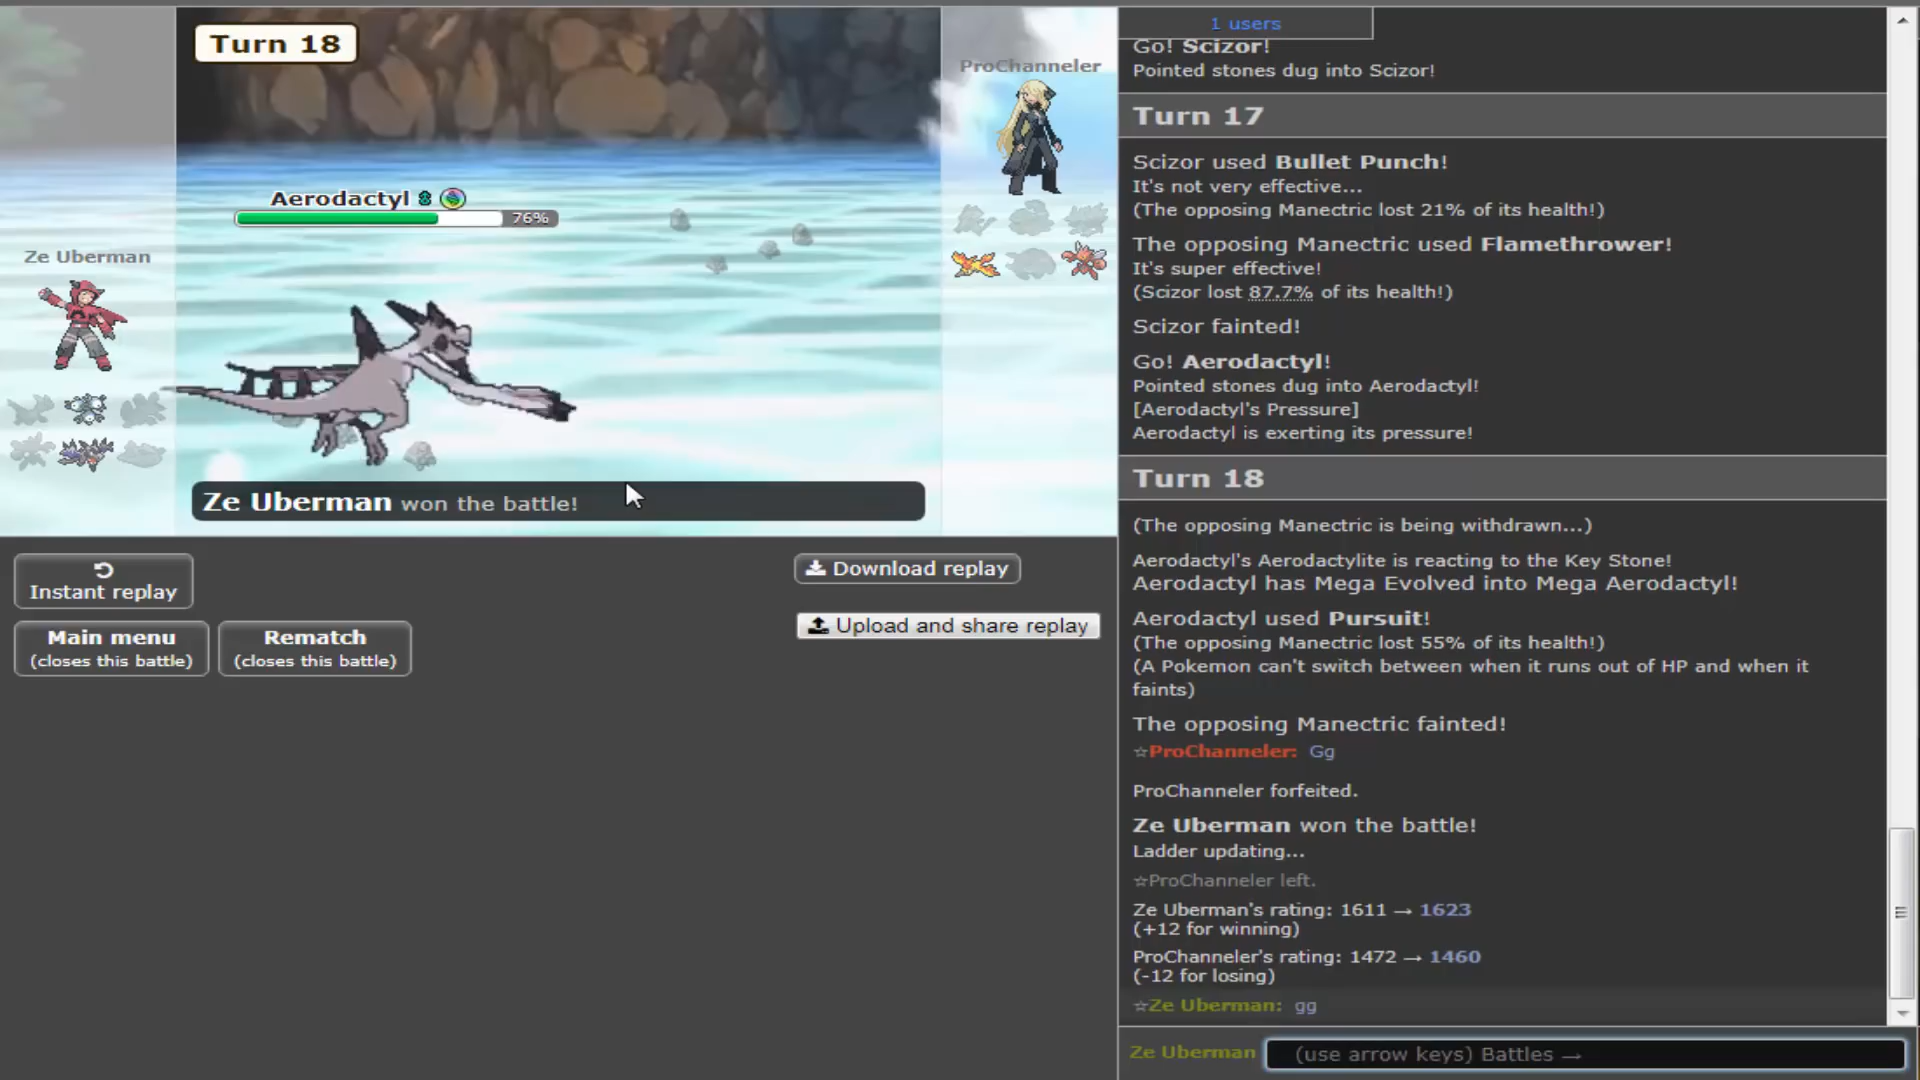 Turn 18
ProChanneler
Aerodactyl
76%
Ze Uberman
Ze Uberman won the battle!
Instant replay
Download replay
Upload and share replay
Main menu
(closes this battle)
Rematch
(closes this battle)
1 users
Go! Scizor!
Pointed stones dug into Scizor!
Turn 17
Scizor used Bullet Punch!
It's not very effective...
(The opposing Manectric lost 21% of its health!)
The opposing Manectric used Flamethrower!
It's super effective!
(Scizor lost 87.7% of its health!)
Scizor fainted!
Go! Aerodactyl!
Pointed stones dug into Aerodactyl!
[Aerodactyl's Pressure]
Aerodactyl is exerting its pressure!
Turn 18
(The opposing Manectric is being withdrawn...)
Aerodactyl's Aerodactylite is reacting to the Key Stone!
Aerodactyl has Mega Evolved into Mega Aerodactyl!
Aerodactyl used Pursuit!
(The opposing Manectric lost 55% of its health!)
(A Pokemon can't switch between when it runs out of HP and when it
faints)
The opposing Manectric fainted!
☆ProChanneler: Gg
ProChanneler forfeited.
Ze Uberman won the battle!
Ladder updating...
☆ProChanneler left.
Ze Uberman's rating: 1611 → 1623
(+12 for winning)
ProChanneler's rating: 1472 → 1460
(-12 for losing)
☆Ze Uberman: gg
Ze Uberman
(use arrow keys) Battles →